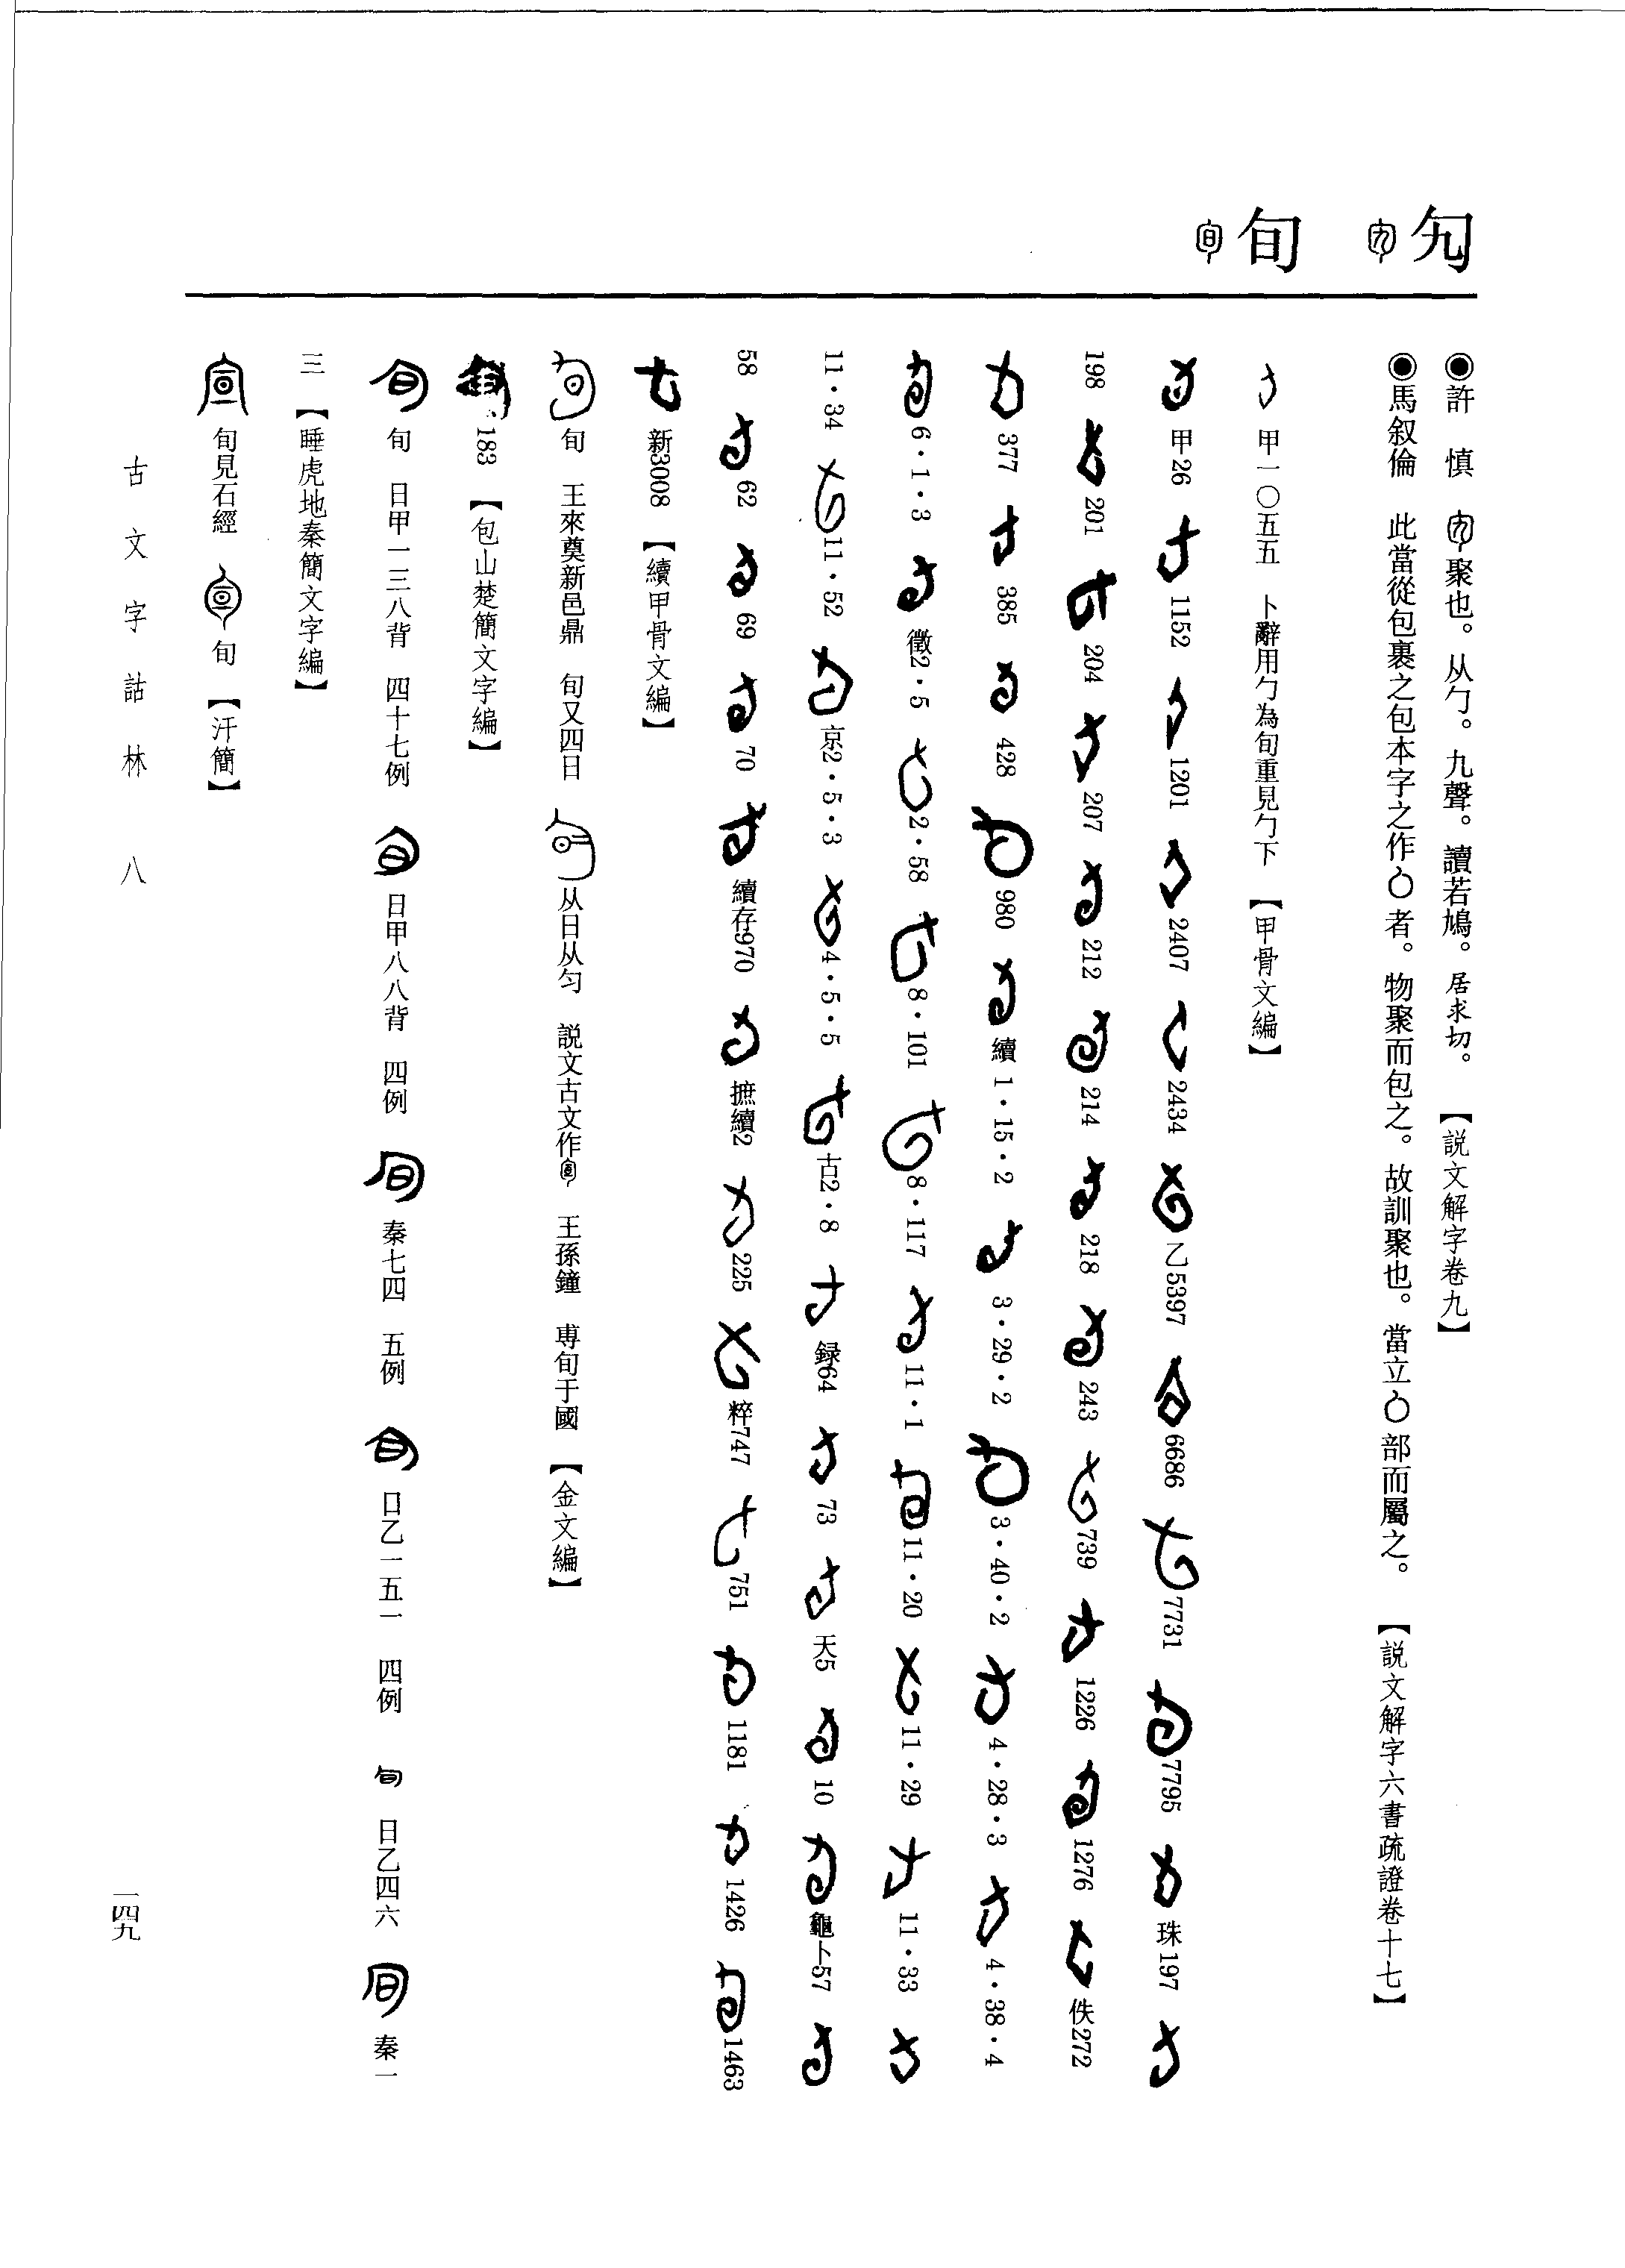 勼
旬
◉許　慎　聚也。从勹。九聲。讀若鳩。居求切。【説文解字卷九】
◉馬叙倫　此當從包裹之包本字之作者。物聚而包之。故訓聚也。當立部而屬之。【説文解字六書疏證卷十七】
甲一〇五五　卜辭用勹為旬重見勹下【甲骨文編】
甲26　1152　1201　2407　2434　乙5397　6686　7731　7795　珠197
198　201　204　207　212　214　218　243　739　1226　1276　佚272
377　385　428　980　續1·15·2　3·29·2　3·40·2　4·28·3　4·38·4
6·1·3　徵2·5　2·58　8·101　8·117　11·1　11·20　11·29　11·33
11·34　11·52　京2·5·3　4·5·5　古2·8　録64　73　天5　10　龜卜57
58　62　69　70　續存970　摭續2　225　粹747　751　1181　1426　1463
新3008【續甲骨文編】
旬　王來奠新邑鼎　旬又四日　从日从匀　説文古文作　王孫鐘　専旬于國【金文編】
183【包山楚簡文字編】
旬　日甲一三八背　四十七例　日甲八八背　四例　秦七四　五例　日乙一五一　四例　日乙四六　秦一
三【睡虎地秦簡文字編】
旬見石經　旬【汗簡】
古文字詁林　八
一四九